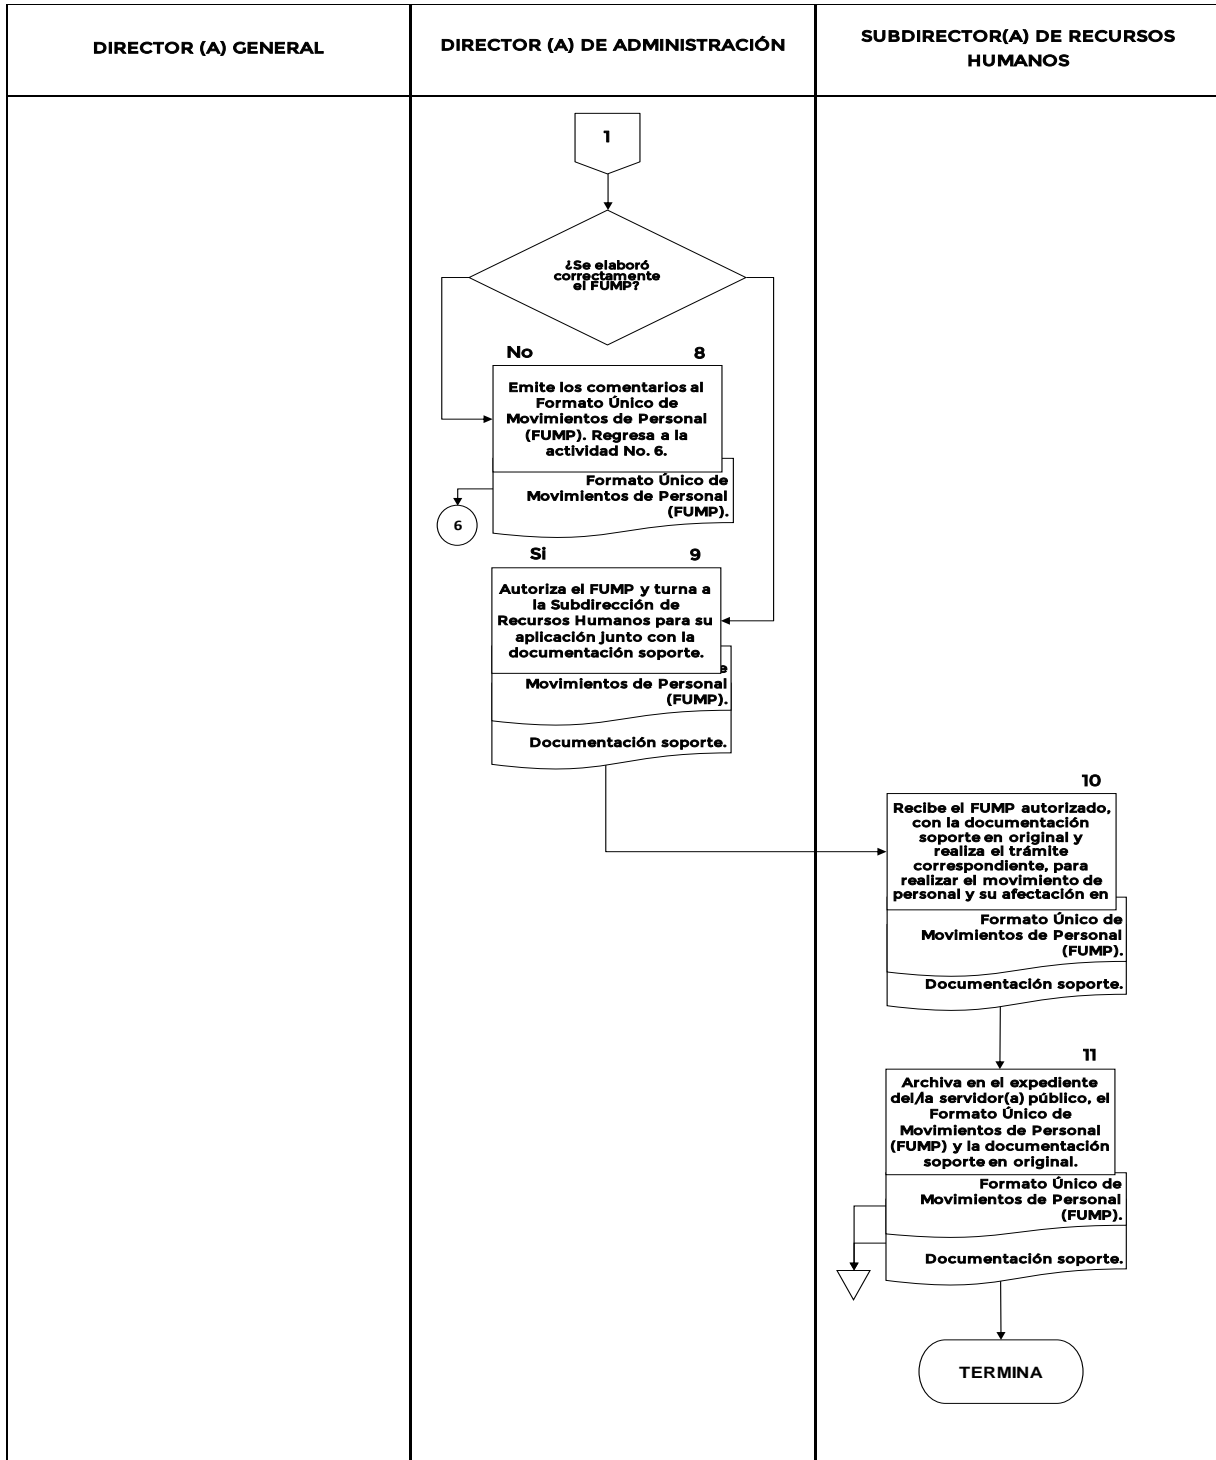 DIRECTOR (A) GENERAL
DIRECTOR (A) DE ADMINISTRACIÓN
SUBDIRECTOR(A) DE RECURSOS
HUMANOS
1
¿Se elaboró
correctamente
el FUMP?
No 8
Emite los comentarios al
Formato Único de
Movimientos de Personal
(FUMP). Regresa a la
actividad No. 6.
Formato Único de
Movimientos de Personal
(FUMP).
6
Si 9
Autoriza el FUMP y turna a
la Subdirección de
Recursos Humanos para su
aplicación junto con la
documentación soporte.
Movimientos de Personal
(FUMP).
Documentación soporte.
10
Recibe el FUMP autorizado,
con la documentación
soporte en original y
realiza el trámite
correspondiente, para
realizar el movimiento de
personal y su afectación en
Formato Único de
Movimientos de Personal
(FUMP).
Documentación soporte.
11
Archiva en el expediente
del/la servidor(a) público, el
Formato Único de
Movimientos de Personal
(FUMP) y la documentación
soporte en original.
Formato Único de
Movimientos de Personal
(FUMP).
Documentación soporte.
TERMINA